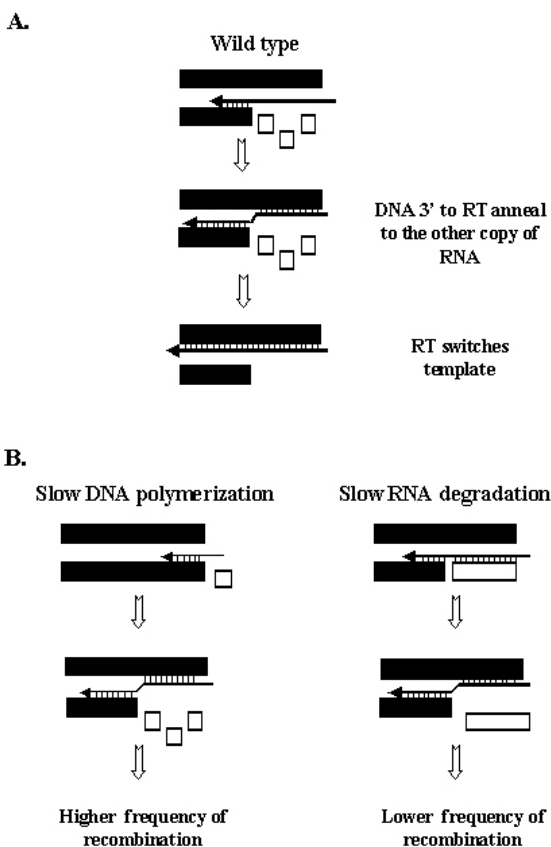 A.
Wild type
DNA 3' to RT anneal
to the other copy of
RNA
RT switches
template
B.
Slow DNA polymerization
Slow RNA degradation
Higher frequency of
recombination
Lower frequency of
recombination